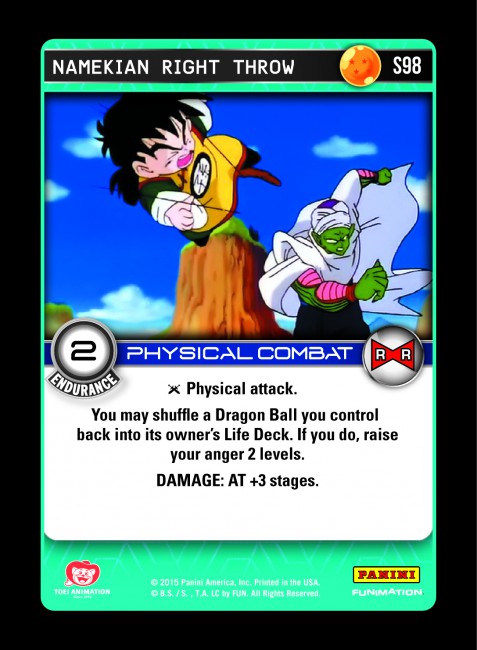 NAMEKIAN RIGHT THROW S98
2
ENDURANCE
PHYSICAL COMBAT
R R
Physical attack.
You may shuffle a Dragon Ball you control
back into its owner's Life Deck. If you do, raise
your anger 2 levels.
DAMAGE: AT +3 stages.
TOEI ANIMATION
© 2015 Panini America, Inc. Printed in the USA.
© B.S. / S. , T.A. LC by FUN. All Rights Reserved.
PANINI
FUNIMATION